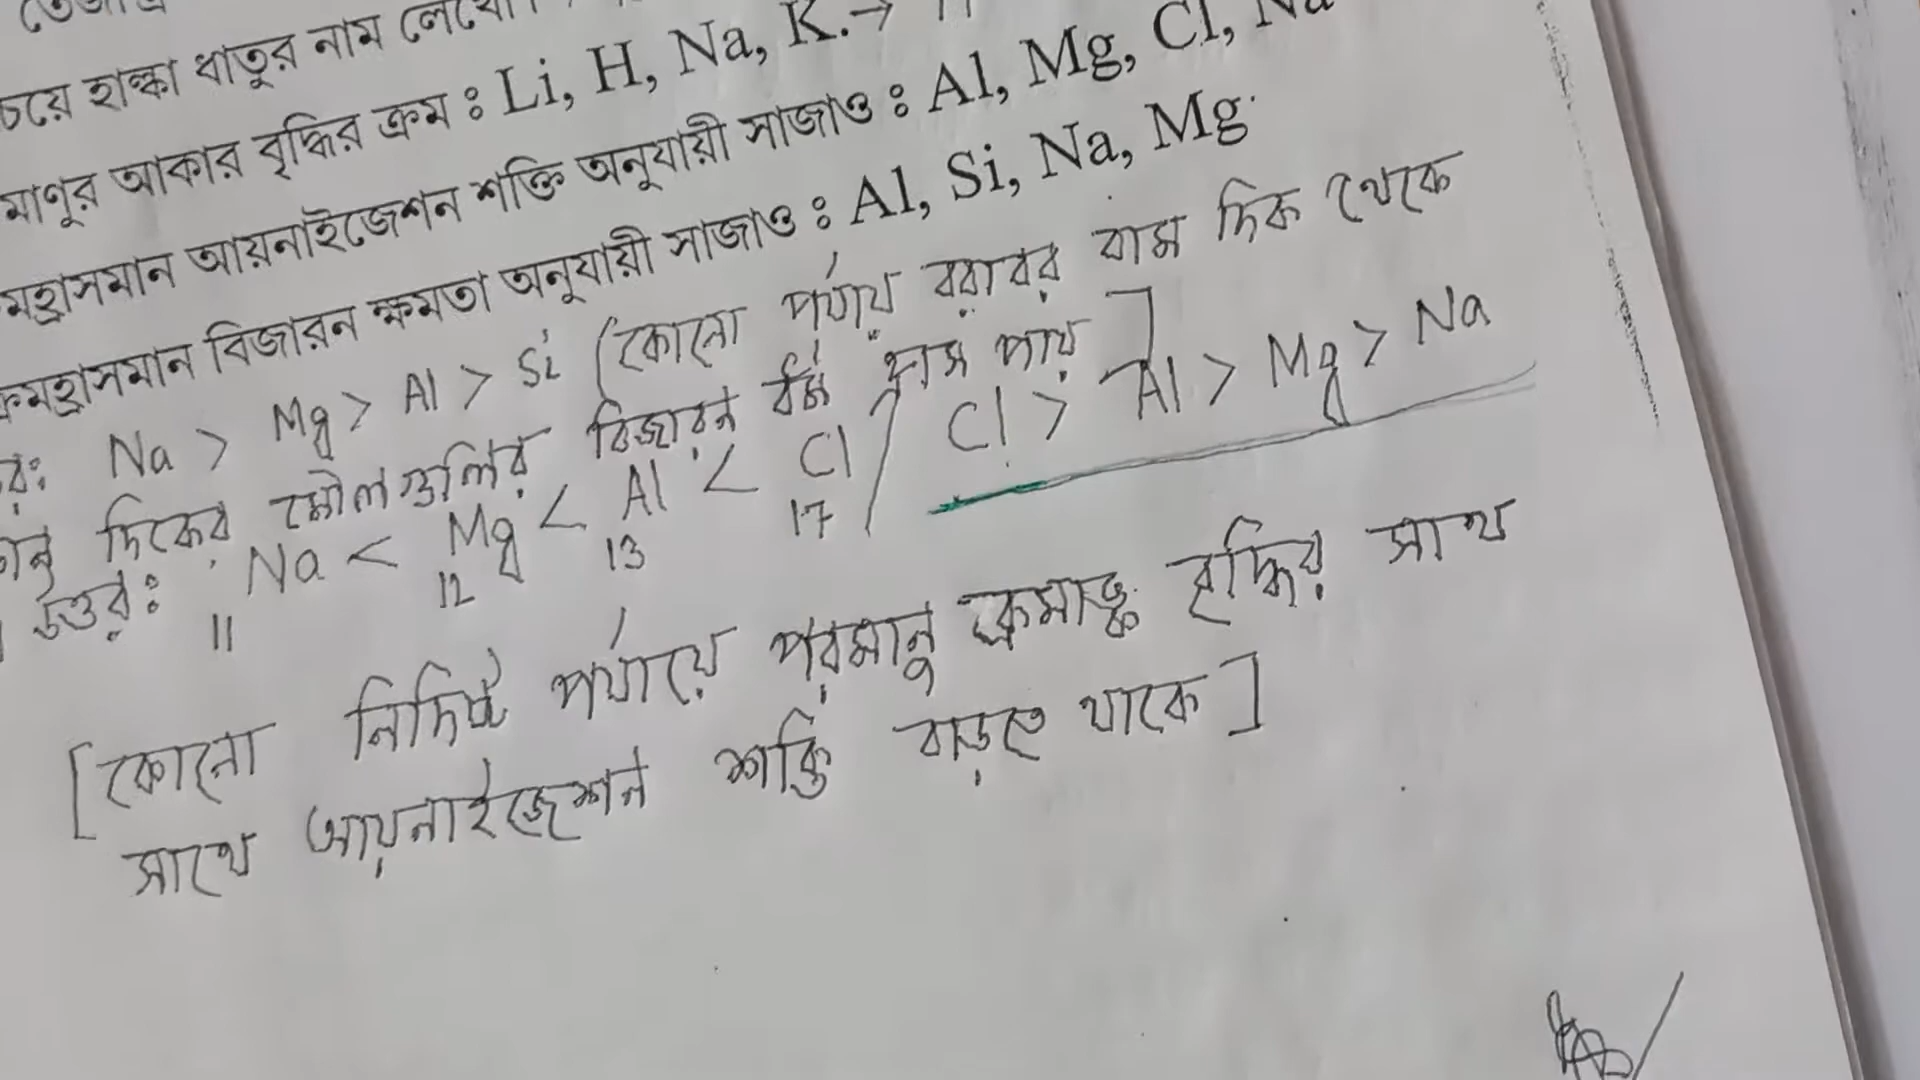 চেয়ে হাল্কা ধাতুর নাম লেখো।
মাণুর আকার বৃদ্ধির ক্রম : Li, H, Na, K.→ H
মহ্রাসমান আয়নাইজেশন শক্তি অনুযায়ী সাজাও : Al, Mg, Cl, Na
ক্রমহ্রাসমান বিজারন ক্ষমতা অনুযায়ী সাজাও : Al, Si, Na, Mg
র: Na > Mg > Al > Si (কোনো পর্যায় বরাবর বাম দিক থেকে
ডান দিকের মৌলগুলির বিজারন ধর্ম হ্রাস পায়]
উত্তর: Na < Mg < Al < Cl / Cl > Al > Mg > Na
11 12 13 17
[কোনো নির্দিষ্ট পর্যায়ে পরমানু ক্রমাঙ্ক বৃদ্ধির সাথে
সাথে আয়নাইজেশন শক্তি বাড়তে থাকে]